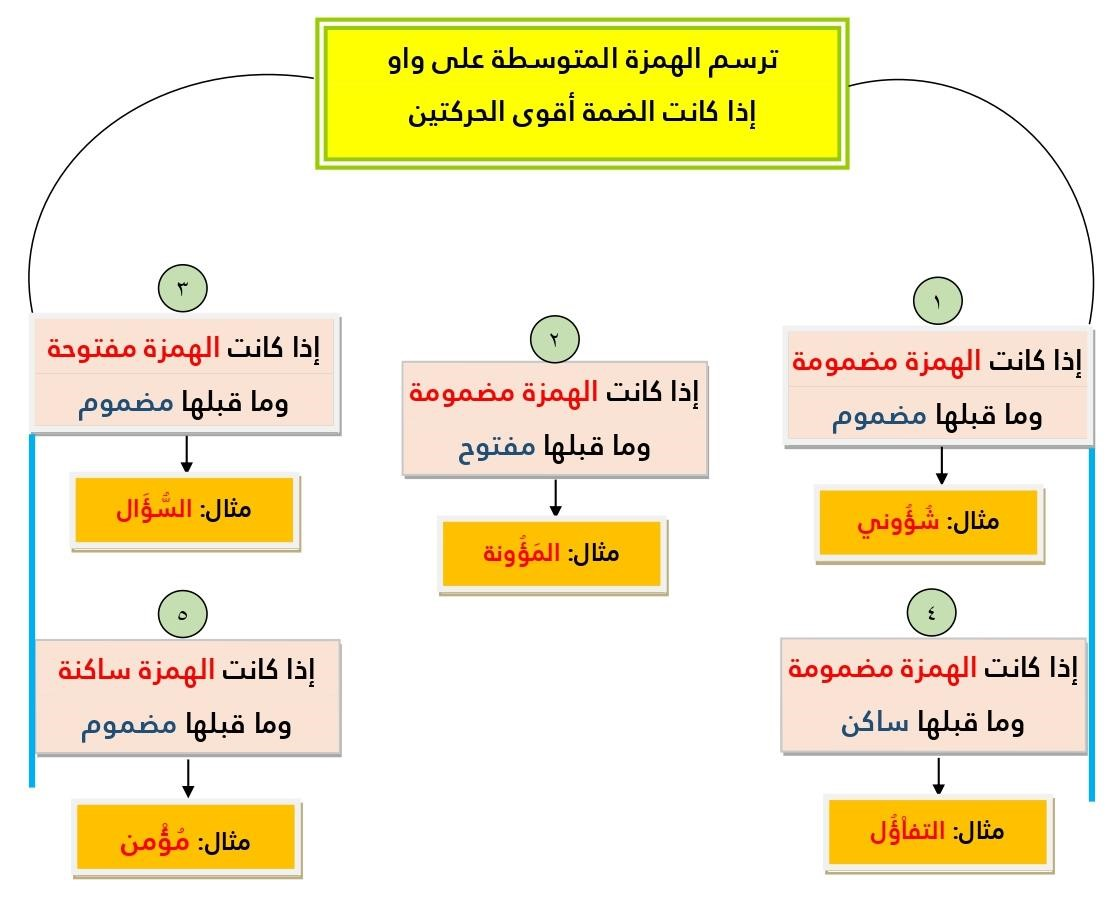 ترسم الهمزة المتوسطة على واو
إذا كانت الضمة أقوى الحركتين
١
إذا كانت الهمزة مضمومة
وما قبلها مضموم
مثال: شُؤُوني
٢
إذا كانت الهمزة مضمومة
وما قبلها مفتوح
مثال: المَؤُونة
٣
إذا كانت الهمزة مفتوحة
وما قبلها مضموم
مثال: السُّؤَال
٤
إذا كانت الهمزة مضمومة
وما قبلها ساكن
مثال: التفاْؤُل
٥
إذا كانت الهمزة ساكنة
وما قبلها مضموم
مثال: مُؤْمن